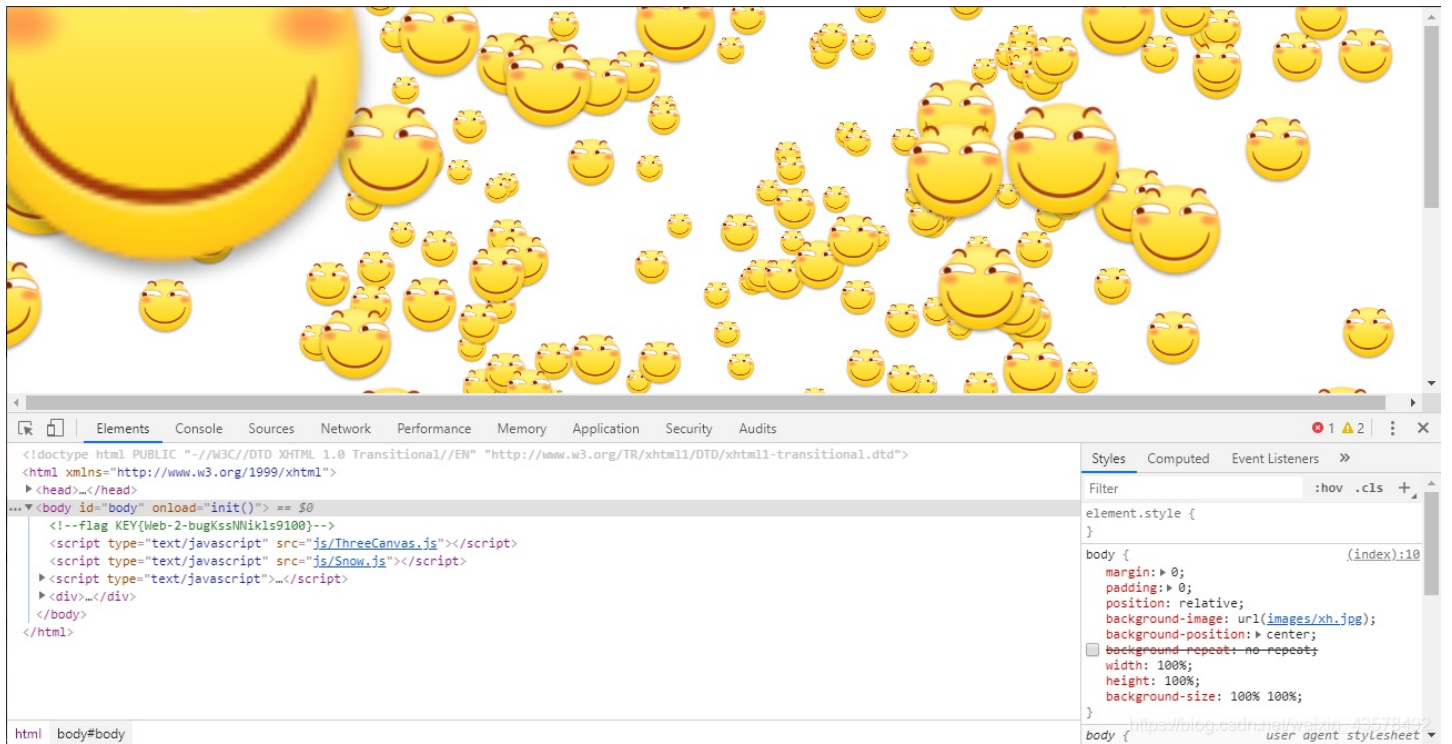 Elements Console Sources Network Performance Memory Application Security Audits 1 2
<!doctype html PUBLIC "-//W3C//DTD XHTML 1.0 Transitional//EN" "http://www.w3.org/TR/xhtml1/DTD/xhtml1-transitional.dtd">
<html xmlns="http://www.w3.org/1999/xhtml">
<head>…</head>
<body id="body" onload="init()"> == $0
<!--flag KEY{Web-2-bugKssNNikls9100}-->
<script type="text/javascript" src="js/ThreeCanvas.js"></script>
<script type="text/javascript" src="js/Snow.js"></script>
<script type="text/javascript">…</script>
<div>…</div>
</body>
</html>
html body#body
Styles Computed Event Listeners »
Filter :hov .cls +
element.style {
}
body { (index):10
margin: 0;
padding: 0;
position: relative;
background-image: url(images/xh.jpg);
background-position: center;
background-repeat: no-repeat;
width: 100%;
height: 100%;
background-size: 100% 100%;
}
https://blog.csdn.net/weixin_43578492
body { user agent stylesheet